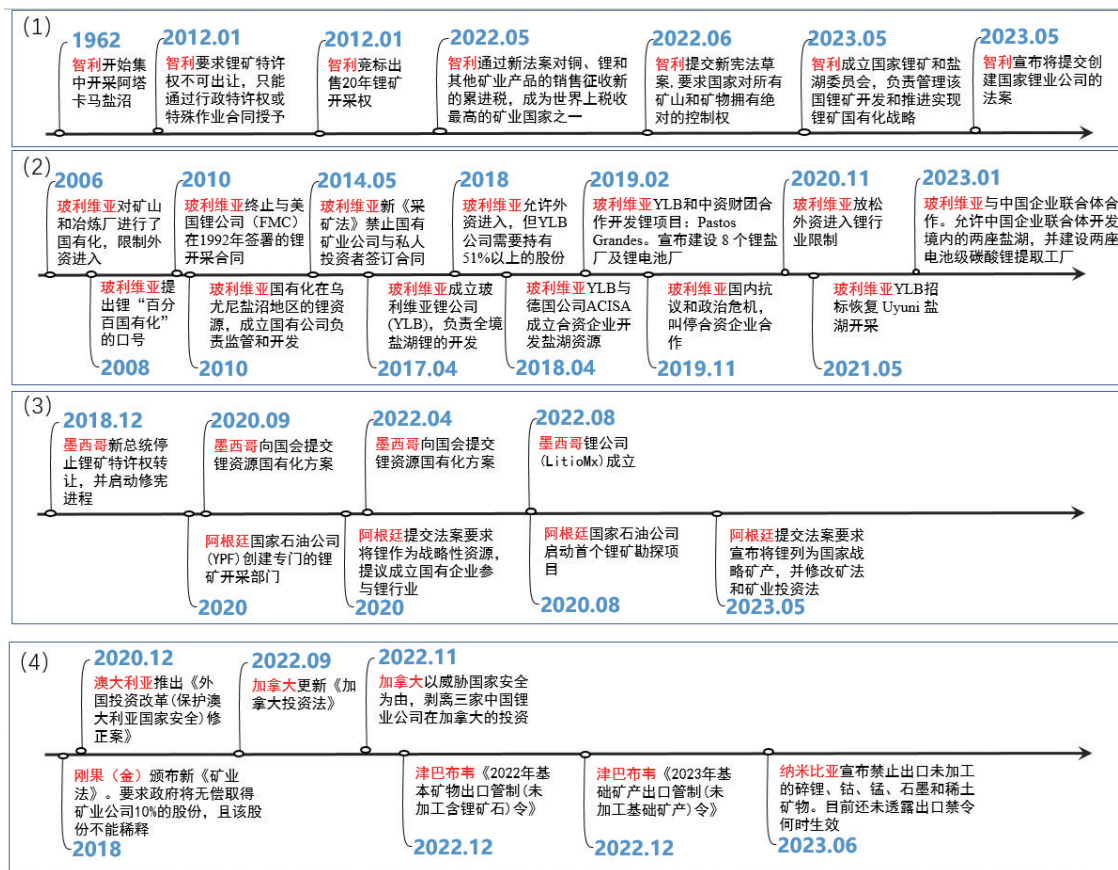 (1)
1962
智利开始集
中开采阿塔
卡马盐沼
2012.01
智利要求锂矿特许
权不可出让，只能
通过行政特许权或
特殊作业合同授予
2012.01
智利竞标出
售20年锂矿
开采权
2022.05
智利通过新法案对铜、锂和
其他矿业产品的销售征收新
的累进税，成为世界上税收
最高的矿业国家之一
2022.06
智利提交新宪法草
案,要求国家对所有
矿山和矿物拥有绝
对的控制权
2023.05
智利成立国家锂矿和盐
湖委员会，负责管理该
国锂矿开发和推进实现
锂矿国有化战略
2023.05
智利宣布将提交创
建国家锂业公司的
法案
(2)
2006
玻利维亚对矿山
和冶炼厂进行了
国有化，限制外
资进入
2010
玻利维亚终止与美
国锂公司（FMC）
在1992年签署的锂
开采合同
2014.05
玻利维亚新《采
矿法》禁止国有
矿业公司与私人
投资者签订合同
2018
玻利维亚允许外
资进入，但YLB
公司需要持有
51%以上的股份
2019.02
玻利维亚YLB和中资财团合
作开发锂项目：Pastos
Grandes。宣布建设 8 个锂盐
厂及锂电池厂
2020.11
玻利维亚放松
外资进入锂行
业限制
2023.01
玻利维亚与中国企业联合体合
作。允许中国企业联合体开发
境内的两座盐湖，并建设两座
电池级碳酸锂提取工厂
玻利维亚提
出锂“百分
百国有化”
的口号
2008
玻利维亚国有化在乌
尤尼盐沼地区的锂资
源，成立国有公司负
责监管和开发
2010
玻利维亚成立玻
利维亚锂公司
(YLB)，负责全境
盐湖锂的开发
2017.04
玻利维亚YLB与
德国公司ACISA
成立合资企业开
发盐湖资源
2018.04
玻利维亚国内抗
议和政治危机，
叫停合资企业合
作
2019.11
玻利维亚YLB招
标恢复 Uyuni 盐
湖开采
2021.05
(3)
2018.12
墨西哥新总统停
止锂矿特许权转
让，并启动修宪
进程
2020.09
墨西哥向国会提交
锂资源国有化方案
2022.04
墨西哥向国会提交
锂资源国有化方案
2022.08
墨西哥锂公司
(LitioMx)成立
阿根廷国家石油公司
(YPF)创建专门的锂
矿开采部门
2020
阿根廷提交法案要求
将锂作为战略性资源，
提议成立国有企业参
与锂行业
2020
阿根廷国家石油公司
启动首个锂矿勘探项
目
2020.08
阿根廷提交法案要求
宣布将锂列为国家战
略矿产，并修改矿法
和矿业投资法
2023.05
(4)
2020.12
澳大利亚推出《外
国投资改革(保护澳
大利亚国家安全)修
正案》
2022.09
加拿大更新《加
拿大投资法》
2022.11
加拿大以威胁国家安全
为由，剥离三家中国锂
业公司在加拿大的投资
刚果（金）颁布新《矿业
法》。要求政府将无偿取得
矿业公司10%的股份，且该股
份不能稀释
2018
津巴布韦《2022年基
本矿物出口管制(未
加工含锂矿石)令》
2022.12
津巴布韦《2023年基
础矿产出口管制(未
加工基础矿产)令》
2022.12
纳米比亚宣布禁止出口未加工
的碎锂、钴、锰、石墨和稀土
矿物。目前还未透露出口禁令
何时生效
2023.06